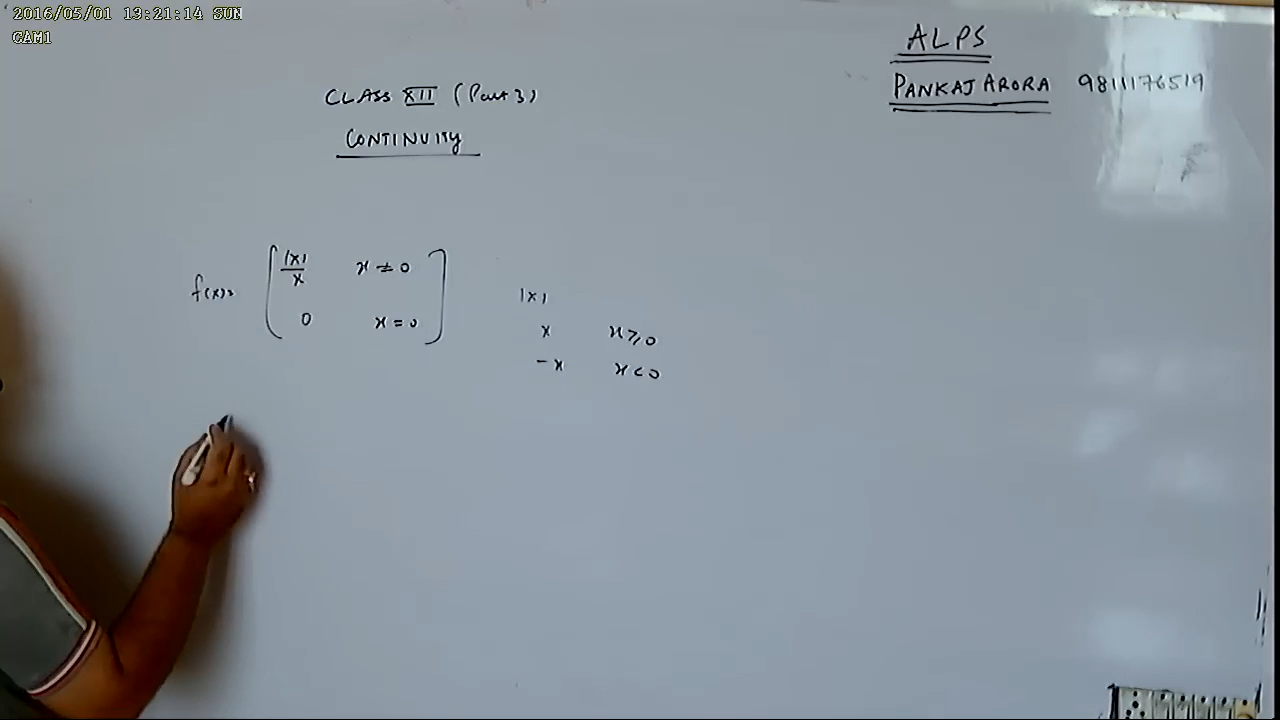 2016/05/01 19:21:14 SUN
CAM1
ALPS
PANKAJ ARORA 9811176519
CLASS XII (Part 3)
CONTINUITY
f(x)= |x|/x x ≠ 0
0 x = 0
|x|
x x ≥ 0
-x x < 0